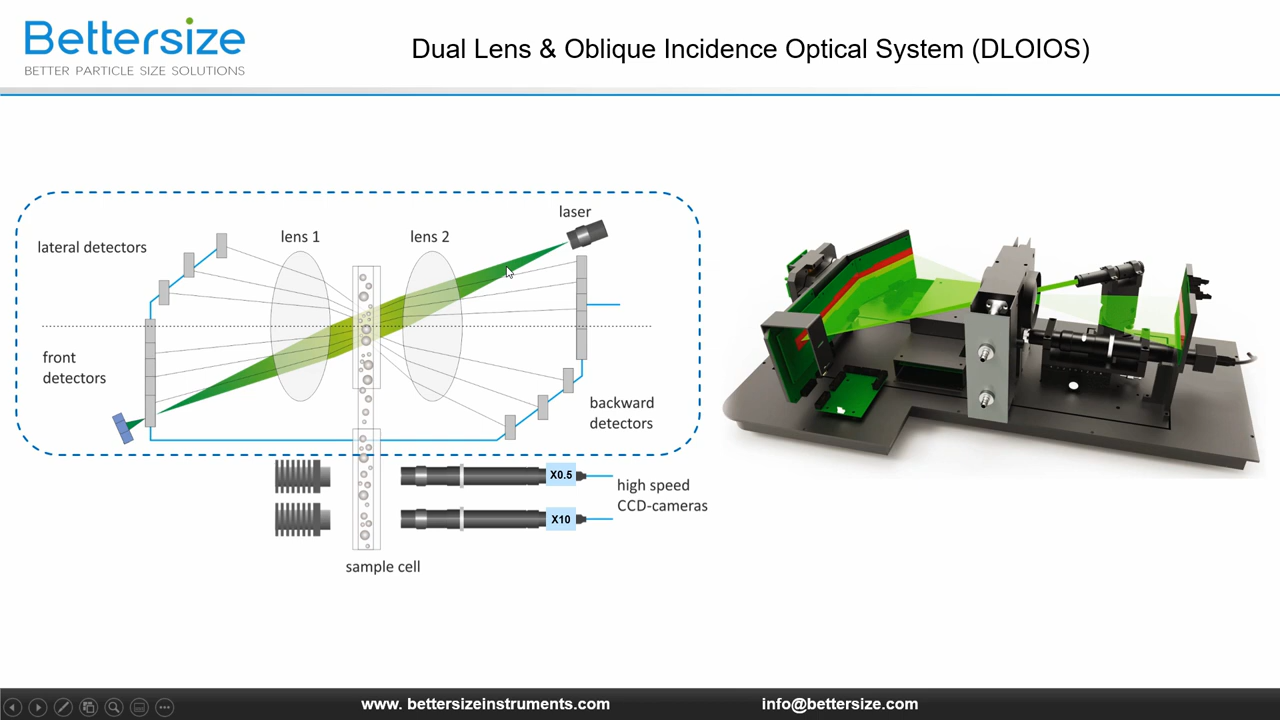 Bettersize
BETTER PARTICLE SIZE SOLUTIONS
Dual Lens & Oblique Incidence Optical System (DLOIOS)
laser
lens 1
lens 2
lateral detectors
front
detectors
backward
detectors
X0.5
high speed
CCD-cameras
X10
sample cell
www. bettersizeinstruments.com
info@bettersize.com